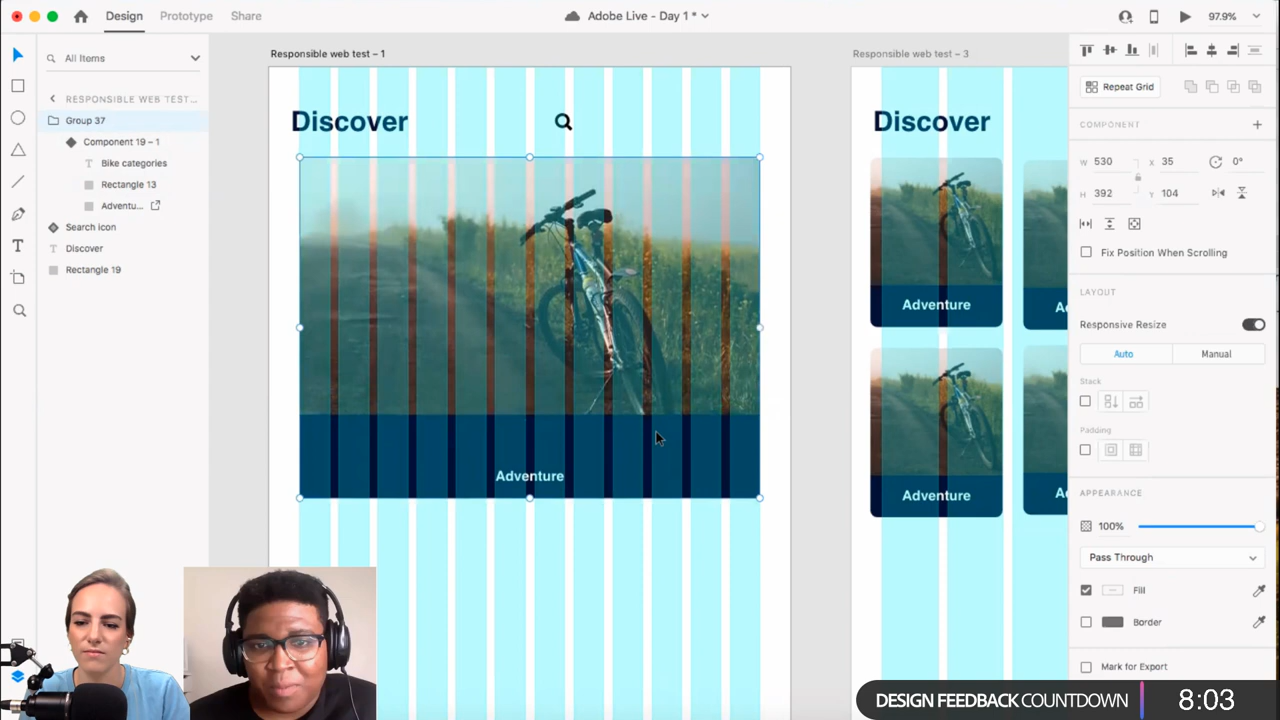 Design
Prototype
Share
Adobe Live - Day 1 *
97.9%
All Items
RESPONSIBLE WEB TEST...
Group 37
Component 19 – 1
Bike categories
Rectangle 13
Adventu...
Search icon
Discover
Rectangle 19
Responsible web test – 1
Discover
Adventure
Responsible web test – 3
Discover
Adventure
A
Adventure
A
Repeat Grid
COMPONENT
W 530 X 35 0°
H 392 Y 104
Fix Position When Scrolling
LAYOUT
Responsive Resize
Auto
Manual
Stack
Padding
APPEARANCE
100%
Pass Through
Fill
Border
Mark for Export
DESIGN FEEDBACK COUNTDOWN 8:03